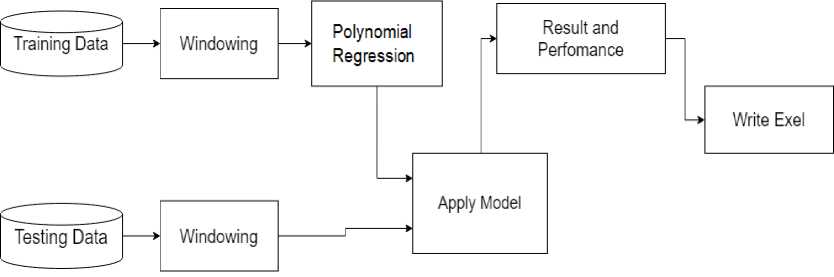 Training Data
Windowing
Polynomial
Regression
Result and
Perfomance
Write Exel
Apply Model
Testing Data
Windowing